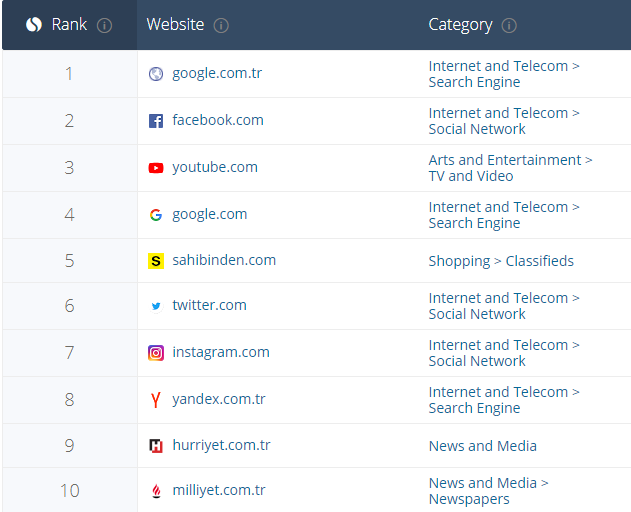 Rank Website Category
1 google.com.tr Internet and Telecom >
Search Engine
2 facebook.com Internet and Telecom >
Social Network
3 youtube.com Arts and Entertainment >
TV and Video
4 google.com Internet and Telecom >
Search Engine
5 sahibinden.com Shopping > Classifieds
6 twitter.com Internet and Telecom >
Social Network
7 instagram.com Internet and Telecom >
Social Network
8 yandex.com.tr Internet and Telecom >
Search Engine
9 hurriyet.com.tr News and Media
10 milliyet.com.tr News and Media >
Newspapers